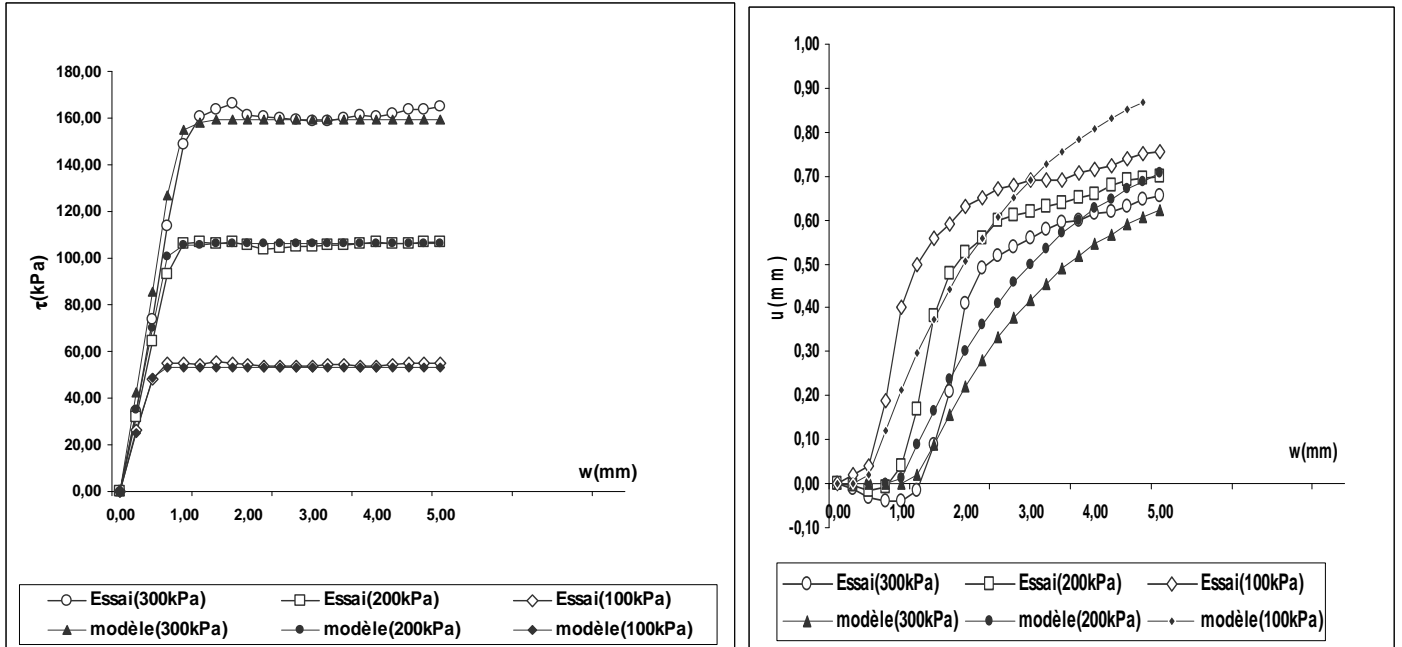 180,00
160,00
140,00
120,00
100,00
80,00
60,00
40,00
20,00
0,00
τ(kPa)
w(mm)
0,00 1,00 2,00 3,00 4,00 5,00
Essai(300kPa) Essai(200kPa) Essai(100kPa)
modèle(300kPa) modèle(200kPa) modèle(100kPa)
1,00
0,90
0,80
0,70
0,60
0,50
0,40
0,30
0,20
0,10
0,00
-0,10
u(mm)
w(mm)
0,00 1,00 2,00 3,00 4,00 5,00
Essai(300kPa) Essai(200kPa) Essai(100kPa)
modèle(300kPa) modèle(200kPa) modèle(100kPa)